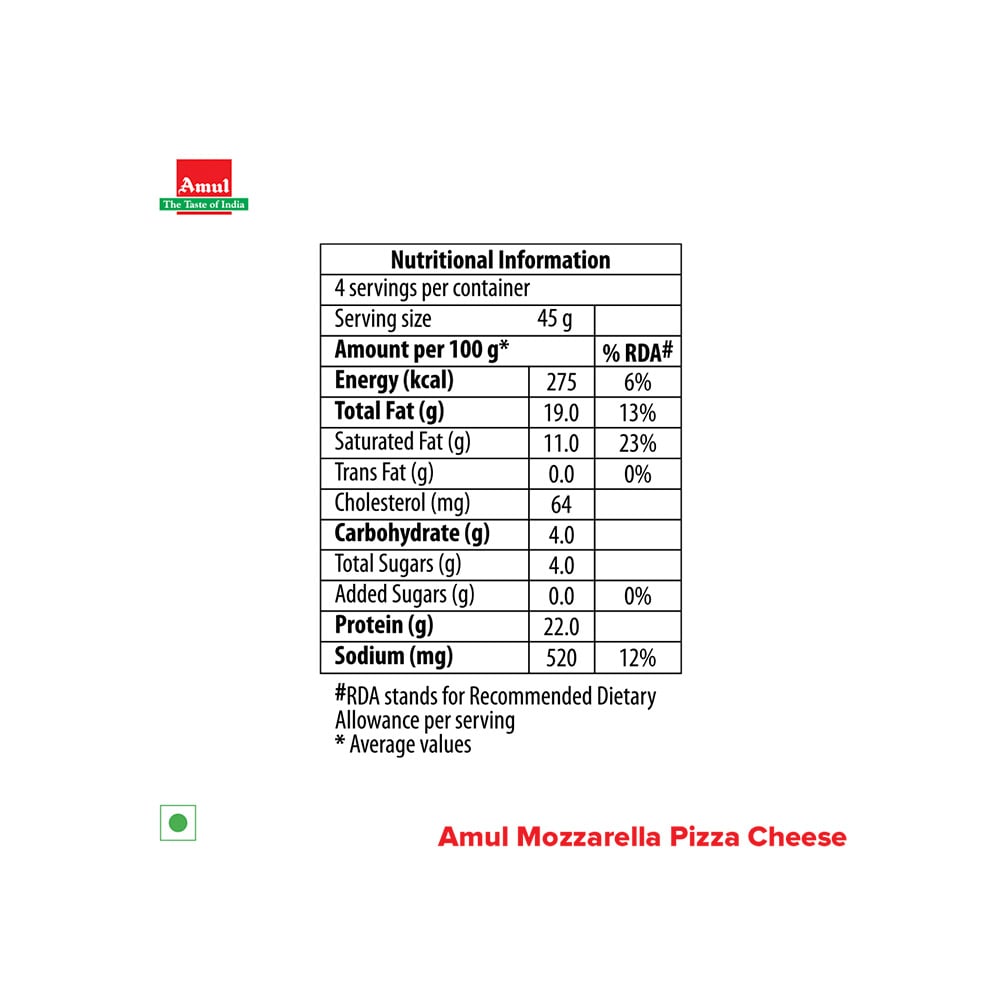 Amul
The Taste of India
Nutritional Information
4 servings per container
Serving size 45 g
Amount per 100 g* % RDA#
Energy (kcal) 275 6%
Total Fat (g) 19.0 13%
Saturated Fat (g) 11.0 23%
Trans Fat (g) 0.0 0%
Cholesterol (mg) 64
Carbohydrate (g) 4.0
Total Sugars (g) 4.0
Added Sugars (g) 0.0 0%
Protein (g) 22.0
Sodium (mg) 520 12%
#RDA stands for Recommended Dietary
Allowance per serving
* Average values
Amul Mozzarella Pizza Cheese